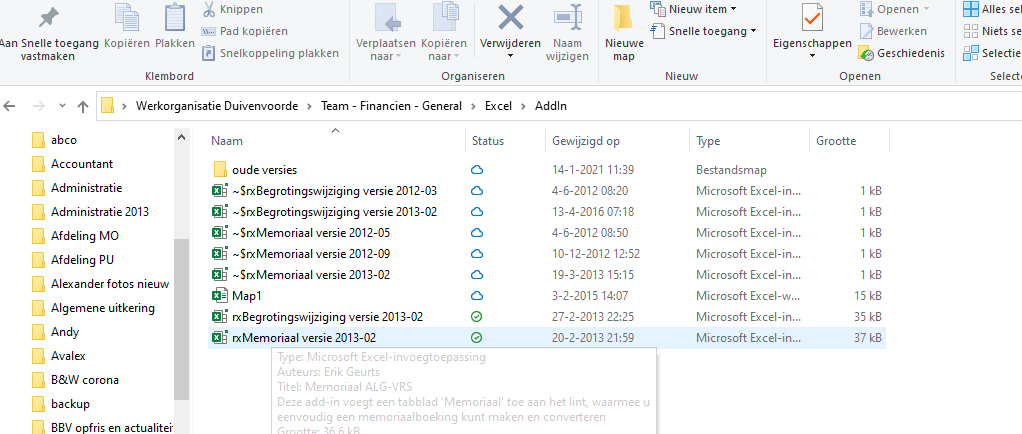 Aan Snelle toegang vastmaken
Kopiëren
Plakken
Knippen
Pad kopiëren
Snelkoppeling plakken
Klembord
Verplaatsen naar
Kopiëren naar
Verwijderen
Naam wijzigen
Organiseren
Nieuwe map
Nieuw item
Snelle toegang
Nieuw
Eigenschappen
Openen
Bewerken
Geschiedenis
Openen
Alles sel
Niets se
Selectie
Select
Werkorganisatie Duivenvoorde > Team - Financien - General > Excel > AddIn
Naam Status Gewijzigd op Type Grootte
abco
Accountant
Administratie
Administratie 2013
Afdeling MO
Afdeling PU
Alexander fotos nieuw
Algemene uitkering
Andy
Avalex
B&W corona
backup
BBV opfris en actualiteit
oude versies 14-1-2021 11:39 Bestandsmap
~$rxBegrotingswijziging versie 2012-03 4-6-2012 08:20 Microsoft Excel-in... 1 kB
~$rxBegrotingswijziging versie 2013-02 13-4-2016 07:18 Microsoft Excel-in... 1 kB
~$rxMemoriaal versie 2012-05 4-6-2012 08:50 Microsoft Excel-in... 1 kB
~$rxMemoriaal versie 2012-09 10-12-2012 12:52 Microsoft Excel-in... 1 kB
~$rxMemoriaal versie 2013-02 19-3-2013 15:15 Microsoft Excel-in... 1 kB
Map1 3-2-2015 14:07 Microsoft Excel-w... 15 kB
rxBegrotingswijziging versie 2013-02 27-2-2013 22:25 Microsoft Excel-in... 35 kB
rxMemoriaal versie 2013-02 20-2-2013 21:59 Microsoft Excel-in... 37 kB
Type: Microsoft Excel-invoegtoepassing
Auteurs: Erik Geurts
Titel: Memoriaal ALG-VRS
Deze add-in voegt een tabblad 'Memoriaal' toe aan het lint, waarmee u
eenvoudig een memoriaalboeking kunt maken en converteren
Grootte: 36,6 kB